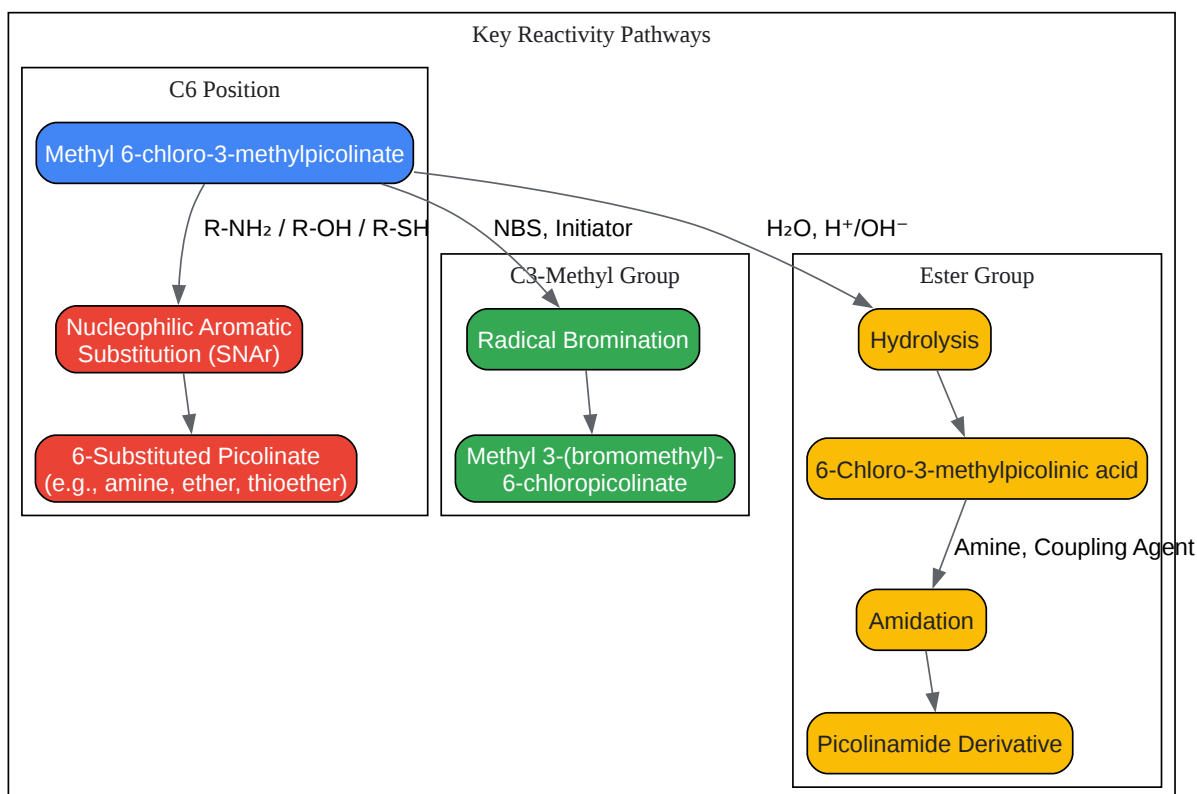 Key Reactivity Pathways
C6 Position
Methyl 6-chloro-3-methylpicolinate
R-NH₂ / R-OH / R-SH
NBS, Initiator
H₂O, H⁺/OH⁻
C3-Methyl Group
Ester Group
Nucleophilic Aromatic
Substitution (SNAr)
Radical Bromination
Hydrolysis
6-Substituted Picolinate
(e.g., amine, ether, thioether)
Methyl 3-(bromomethyl)-
6-chloropicolinate
6-Chloro-3-methylpicolinic acid
Amine, Coupling Agent
Amidation
Picolinamide Derivative